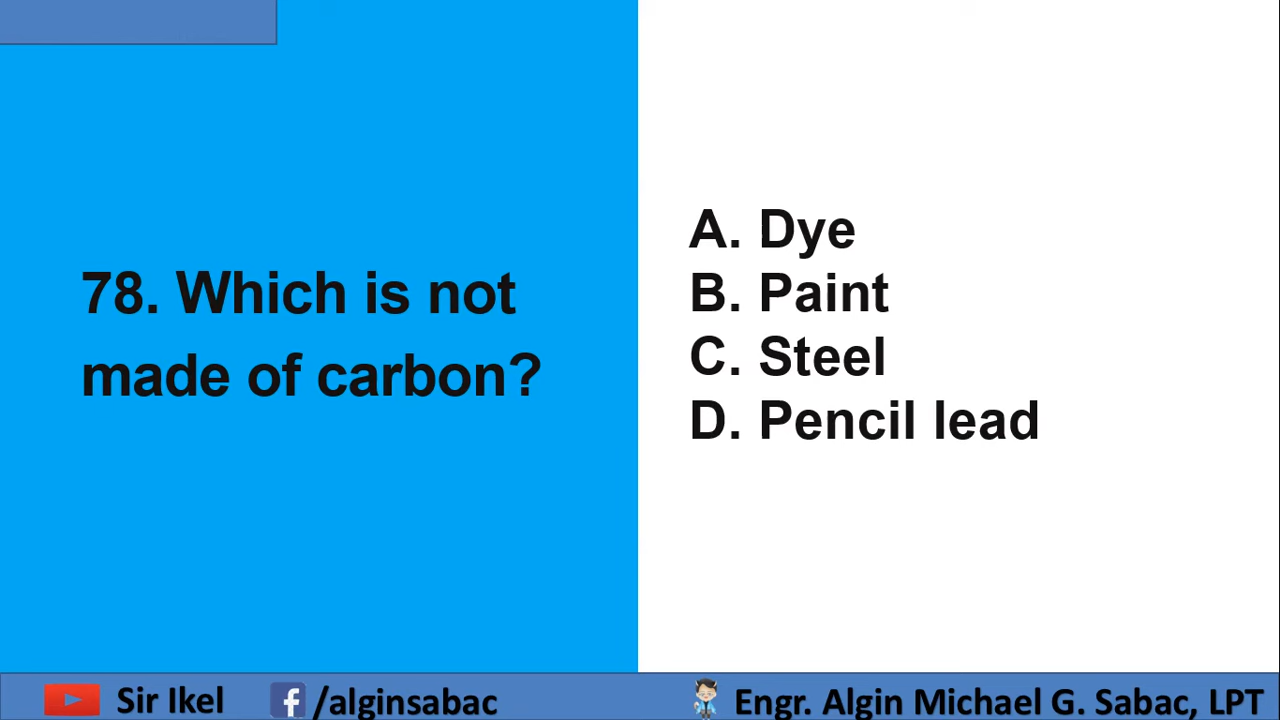 78. Which is not
made of carbon?
A. Dye
B. Paint
C. Steel
D. Pencil lead
Sir Ikel
/alginsabac
Engr. Algin Michael G. Sabac, LPT